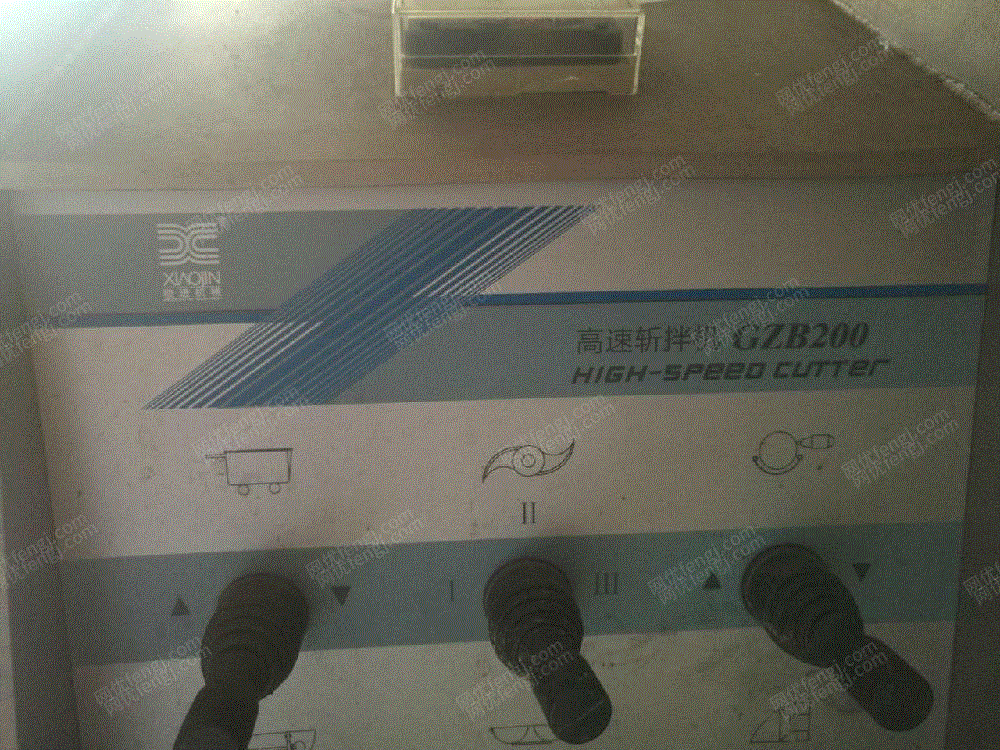 XIAOJIN
高速斩拌机 GZB200
HIGH-SPEED CUTTER
II
I
III